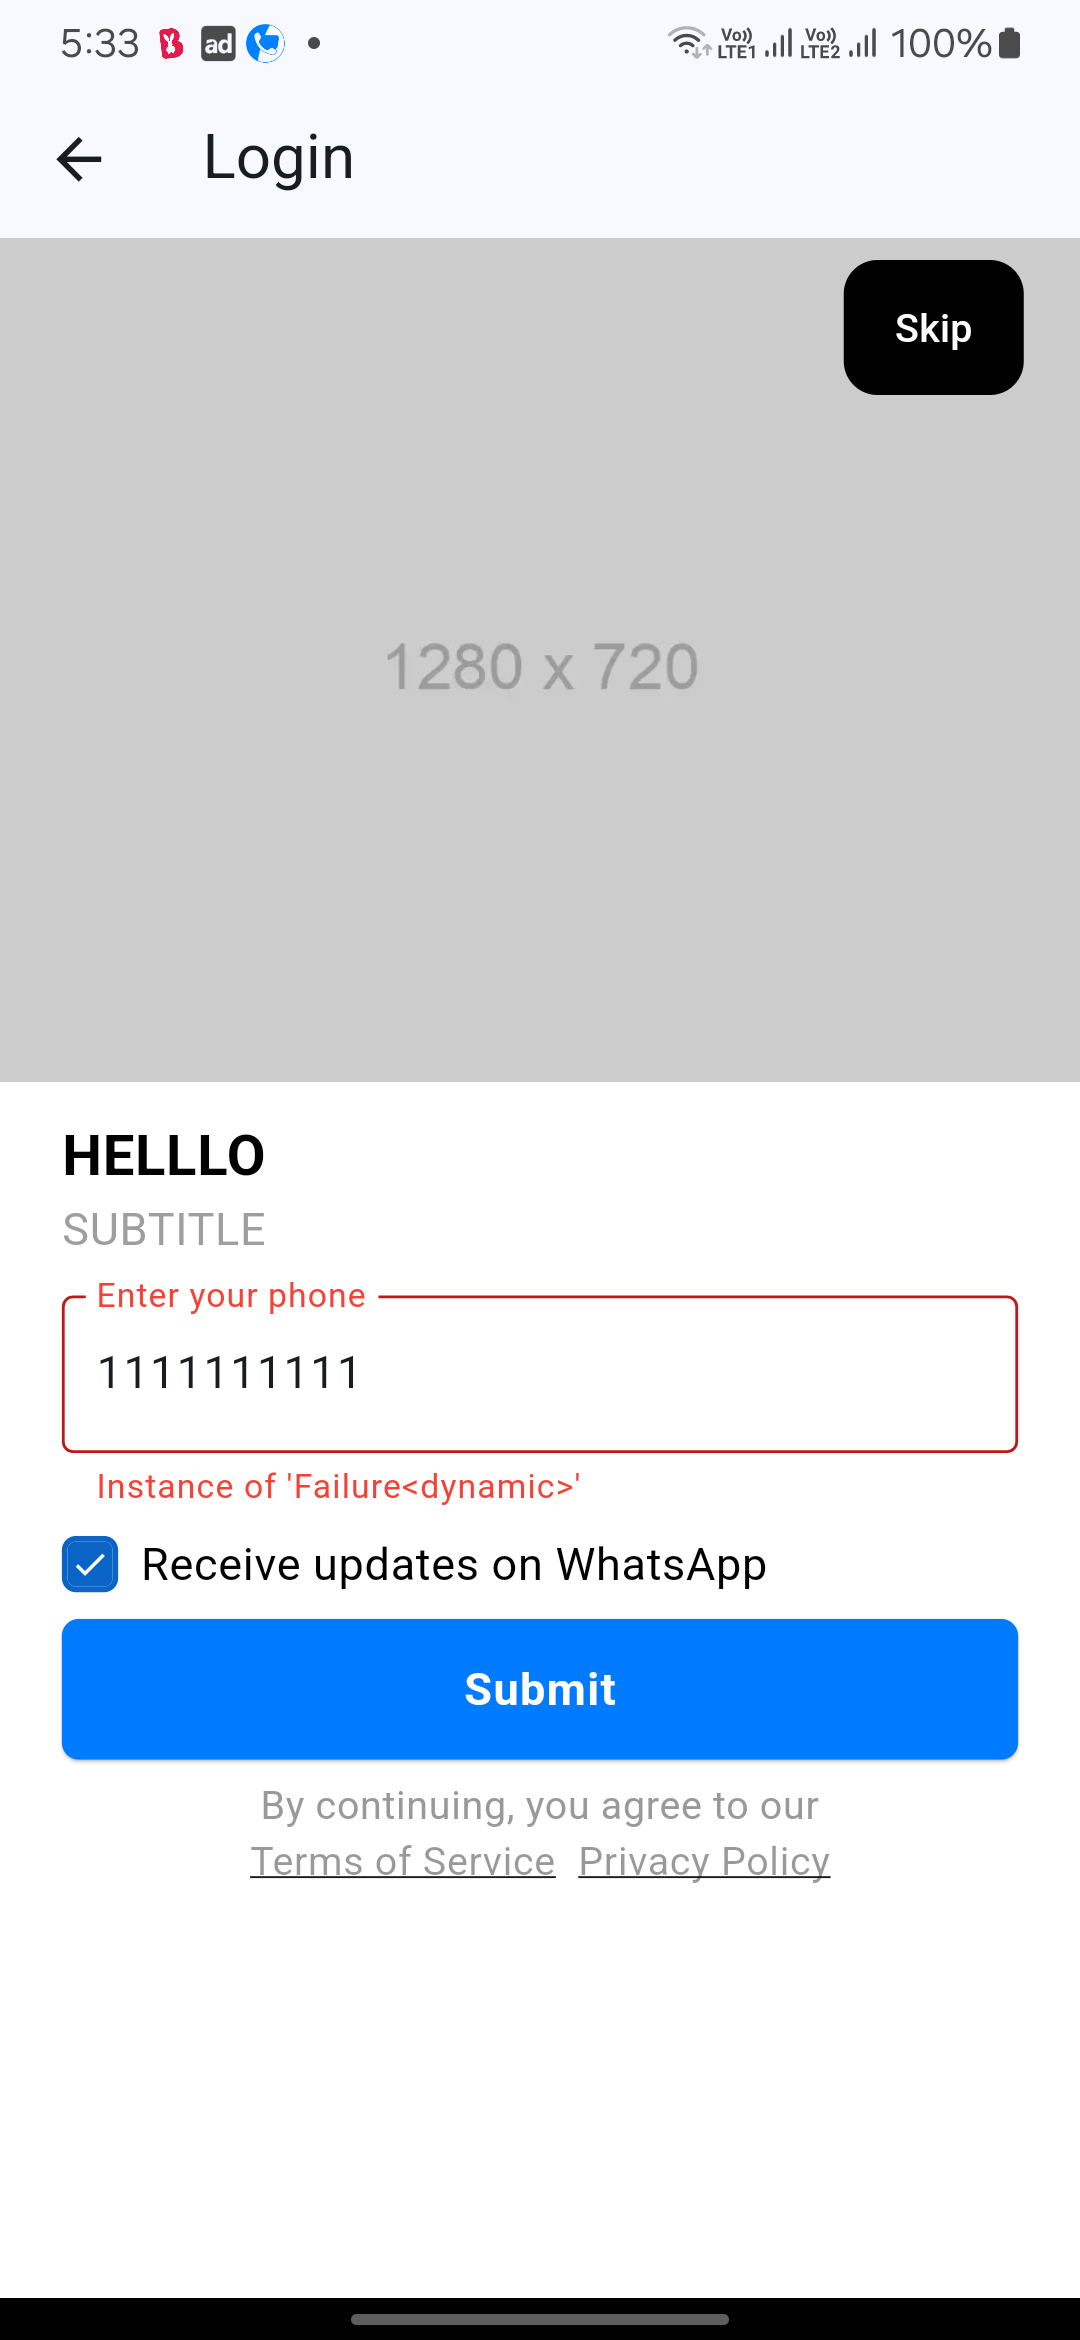 5:33 ad Vo)) LTE1 Vo)) LTE2 100%
Login
Skip
1280 x 720
HELLLO
SUBTITLE
Enter your phone
1111111111
Instance of 'Failure<dynamic>'
Receive updates on WhatsApp
Submit
By continuing, you agree to our
Terms of Service Privacy Policy